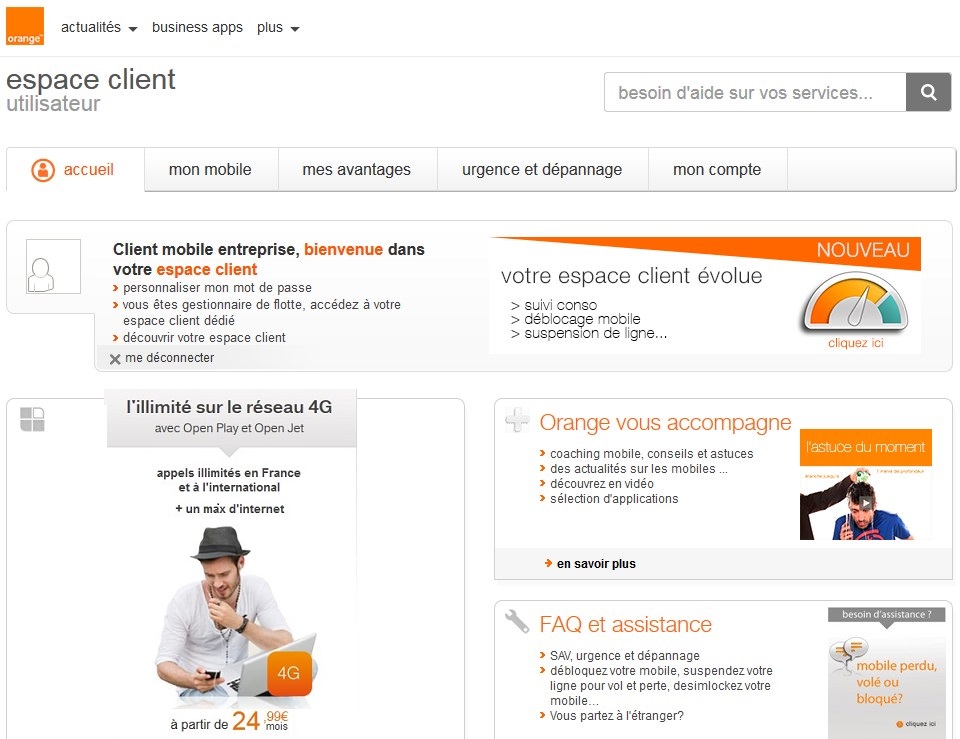 orange™
actualités
business apps
plus
espace client
utilisateur
besoin d'aide sur vos services...
accueil
mon mobile
mes avantages
urgence et dépannage
mon compte
Client mobile entreprise, bienvenue dans
votre espace client
personnaliser mon mot de passe
vous êtes gestionnaire de flotte, accédez à votre
espace client dédié
découvrir votre espace client
me déconnecter
NOUVEAU
votre espace client évolue
> suivi conso
> déblocage mobile
> suspension de ligne...
cliquez ici
l'illimité sur le réseau 4G
avec Open Play et Open Jet
appels illimités en France
et à l'international
+ un max d'internet
4G
à partir de 24,99€
mois
Orange vous accompagne
coaching mobile, conseils et astuces
des actualités sur les mobiles ...
découvrez en vidéo
sélection d'applications
l'astuce du moment
en savoir plus
FAQ et assistance
SAV, urgence et dépannage
débloquez votre mobile, suspendez votre
ligne pour vol et perte, desimlockez votre
mobile...
Vous partez à l'étranger?
besoin d'assistance ?
mobile perdu,
volé ou
bloqué?
cliquez ici